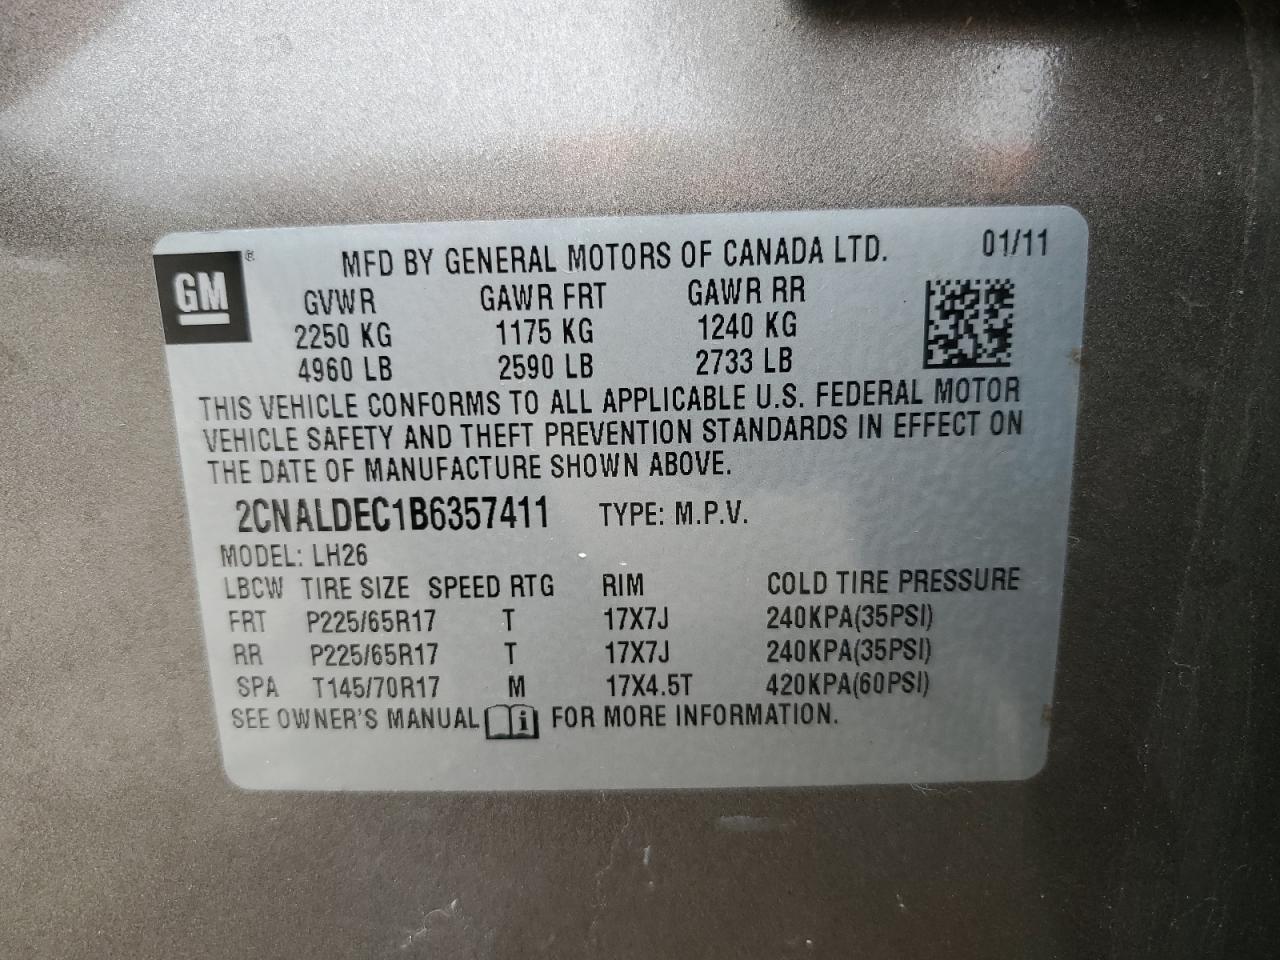 MFD BY GENERAL MOTORS OF CANADA LTD. 01/11
GM ®
GVWR GAWR FRT GAWR RR
2250 KG 1175 KG 1240 KG
4960 LB 2590 LB 2733 LB
THIS VEHICLE CONFORMS TO ALL APPLICABLE U.S. FEDERAL MOTOR
VEHICLE SAFETY AND THEFT PREVENTION STANDARDS IN EFFECT ON
THE DATE OF MANUFACTURE SHOWN ABOVE.
2CNALDEC1B6357411 TYPE: M.P.V.
MODEL: LH26
LBCW TIRE SIZE SPEED RTG RIM COLD TIRE PRESSURE
FRT P225/65R17 T 17X7J 240KPA(35PSI)
RR P225/65R17 T 17X7J 240KPA(35PSI)
SPA T145/70R17 M 17X4.5T 420KPA(60PSI)
SEE OWNER'S MANUAL i FOR MORE INFORMATION.